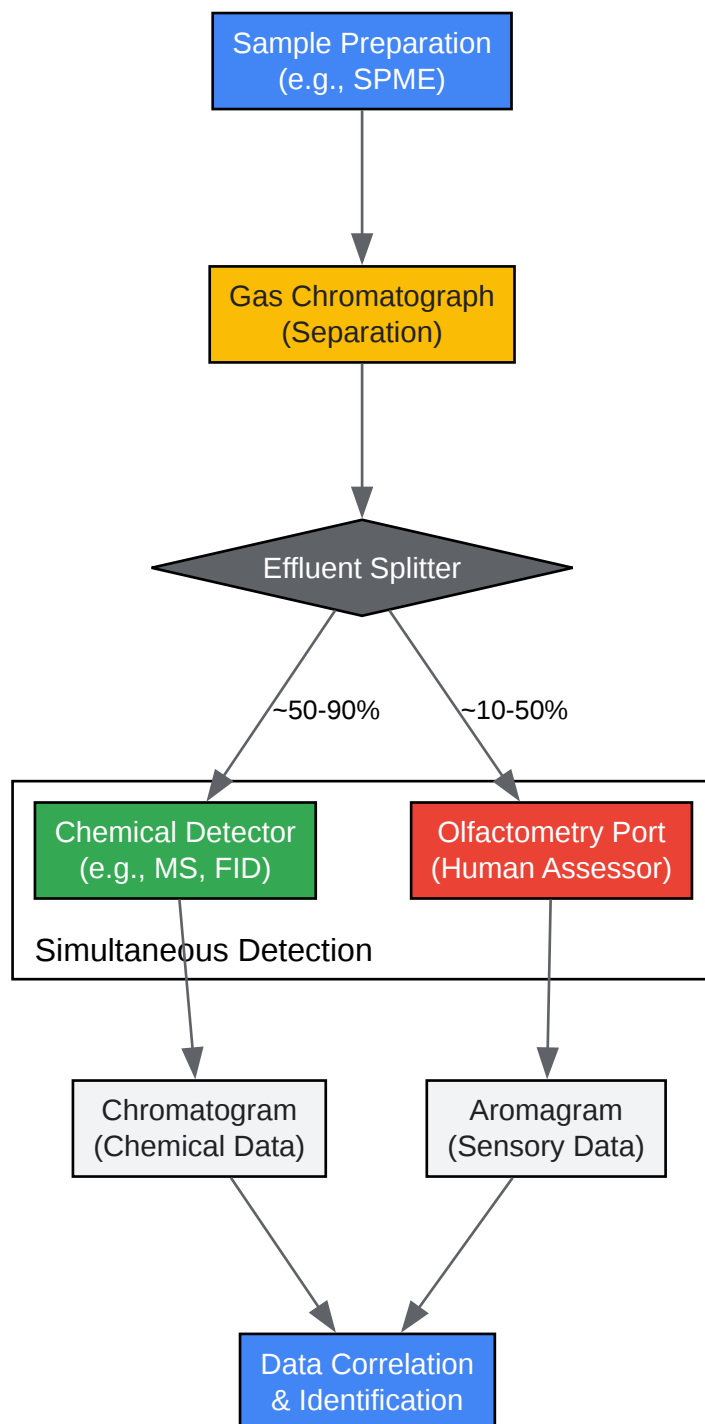 Sample Preparation
(e.g., SPME)
Gas Chromatograph
(Separation)
Effluent Splitter
~50-90%
~10-50%
Chemical Detector
(e.g., MS, FID)
Olfactometry Port
(Human Assessor)
Simultaneous Detection
Chromatogram
(Chemical Data)
Aromagram
(Sensory Data)
Data Correlation
& Identification